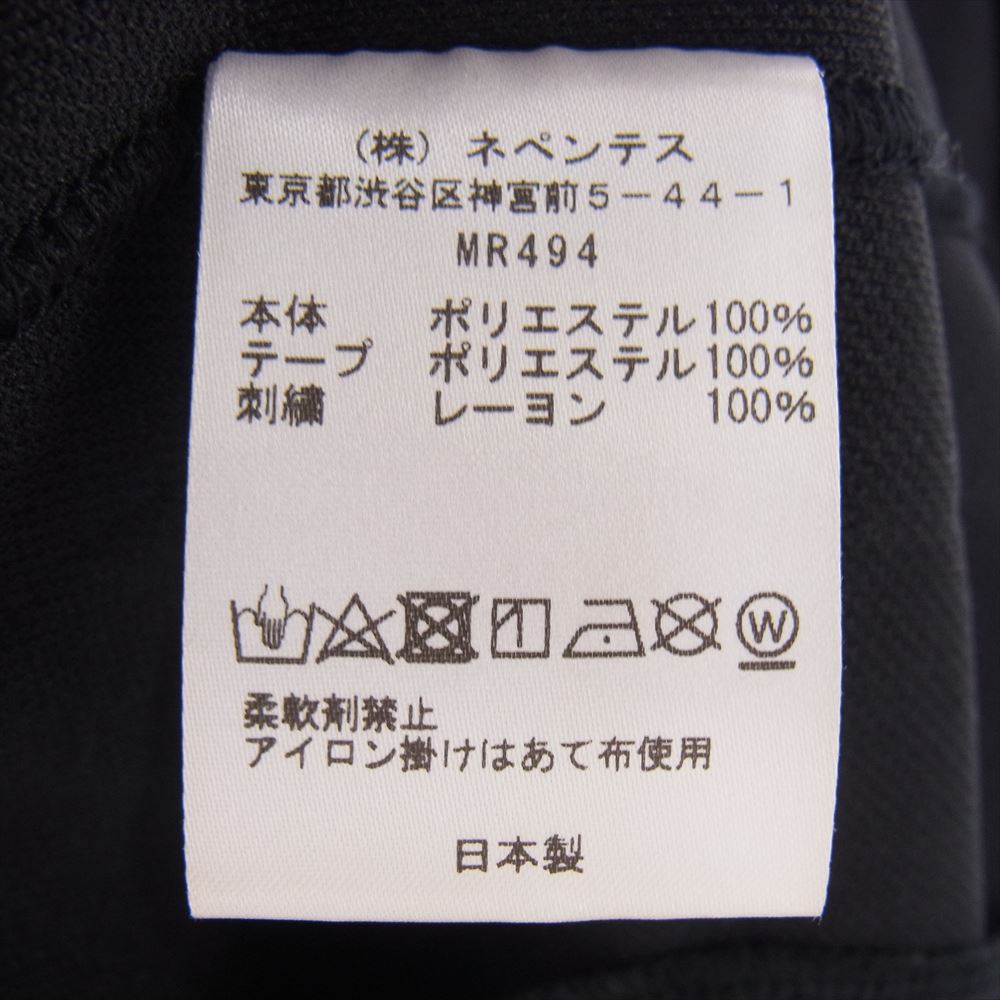 （株）ネペンテス
東京都渋谷区神宮前５－４４－１
MR494
本体 ポリエステル100%
テープ ポリエステル100%
刺繍 レーヨン 100%
W
柔軟剤禁止
アイロン掛けはあて布使用
日本製